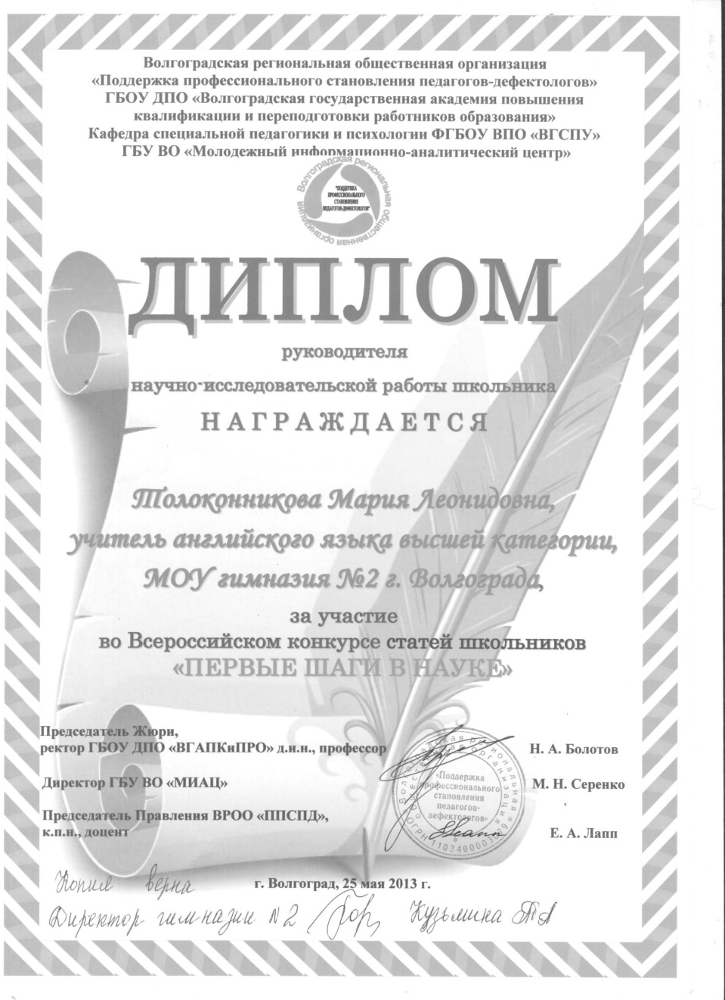 Волгоградская региональная общественная организация
«Поддержка профессионального становления педагогов-дефектологов»
ГБОУ ДПО «Волгоградская государственная академия повышения
квалификации и переподготовки работников образования»
Кафедра специальной педагогики и психологии ФГБОУ ВПО «ВГСПУ»
ГБУ ВО «Молодежный информационно-аналитический центр»
Волгоградская региональная общественная организация
"ПОДДЕРЖКА
ПРОФЕССИОНАЛЬНОГО
СТАНОВЛЕНИЯ
ПЕДАГОГОВ-ДЕФЕКТОЛОГОВ"
ДИПЛОМ
руководителя
научно-исследовательской работы школьника
НАГРАЖДАЕТСЯ
Толоконникова Мария Леонидовна,
учитель английского языка высшей категории,
МОУ гимназия №2 г. Волгограда,
за участие
во Всероссийском конкурсе статей школьников
«ПЕРВЫЕ ШАГИ В НАУКЕ»
Председатель Жюри,
ректор ГБОУ ДПО «ВГАПКиПРО» д.и.н., профессор Н. А. Болотов
Директор ГБУ ВО «МИАЦ» М. Н. Серенко
Председатель Правления ВРОО «ППСПД»,
к.п.н., доцент Е. А. Лапп
«Поддержка
профессионального
становления
педагогов-
дефектологов»
г. Волгоград, 25 мая 2013 г.
Копия верна
Директор гимназии №2 Кузьмина ТА